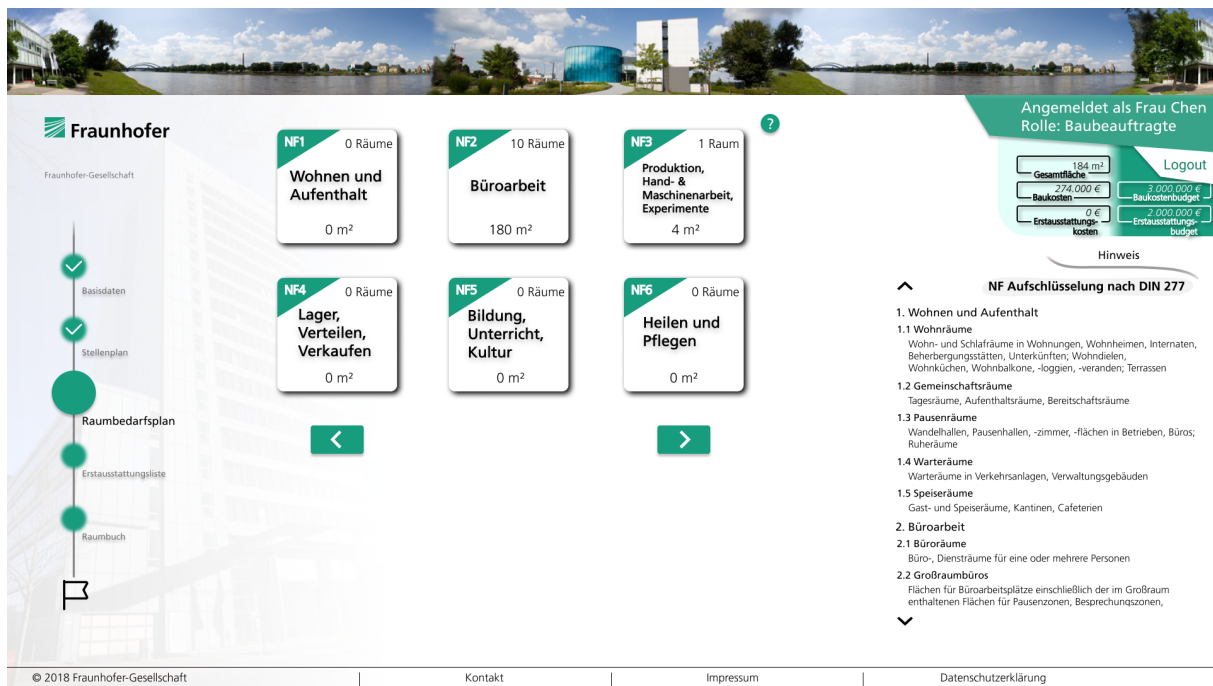 Fraunhofer
Fraunhofer-Gesellschaft
Basisdaten
Stellenplan
Raumbedarfsplan
Erstausstattungsliste
Raumbuch
NF1 0 Räume
Wohnen und
Aufenthalt
0 m²
NF2 10 Räume
Büroarbeit
180 m²
NF3 1 Raum
Produktion,
Hand- &
Maschinenarbeit,
Experimente
4 m²
?
NF4 0 Räume
Lager,
Verteilen,
Verkaufen
0 m²
NF5 0 Räume
Bildung,
Unterricht,
Kultur
0 m²
NF6 0 Räume
Heilen und
Pflegen
0 m²
Angemeldet als Frau Chen
Rolle: Baubeauftragte
Logout
184 m²
Gesamtfläche
274.000 €
Baukosten
3.000.000 €
Baukostenbudget
0 €
Erstausstattungs-
kosten
2.000.000 €
Erstausstattungs-
budget
Hinweis
NF Aufschlüsselung nach DIN 277
1. Wohnen und Aufenthalt
1.1 Wohnräume
Wohn- und Schlafräume in Wohnungen, Wohnheimen, Internaten,
Beherbergungsstätten, Unterkünften; Wohndielen,
Wohnküchen, Wohnbalkone, -loggien, -veranden; Terrassen
1.2 Gemeinschaftsräume
Tagesräume, Aufenthaltsräume, Bereitschaftsräume
1.3 Pausenräume
Wandelhallen, Pausenhallen, -zimmer, -flächen in Betrieben, Büros;
Ruheräume
1.4 Warteräume
Warteräume in Verkehrsanlagen, Verwaltungsgebäuden
1.5 Speiseräume
Gast- und Speiseräume, Kantinen, Cafeterien
2. Büroarbeit
2.1 Büroräume
Büro-, Diensträume für eine oder mehrere Personen
2.2 Großraumbüros
Flächen für Büroarbeitsplätze einschließlich der im Großraum
enthaltenen Flächen für Pausenzonen, Besprechungszonen,
© 2018 Fraunhofer-Gesellschaft
Kontakt
Impressum
Datenschutzerklärung